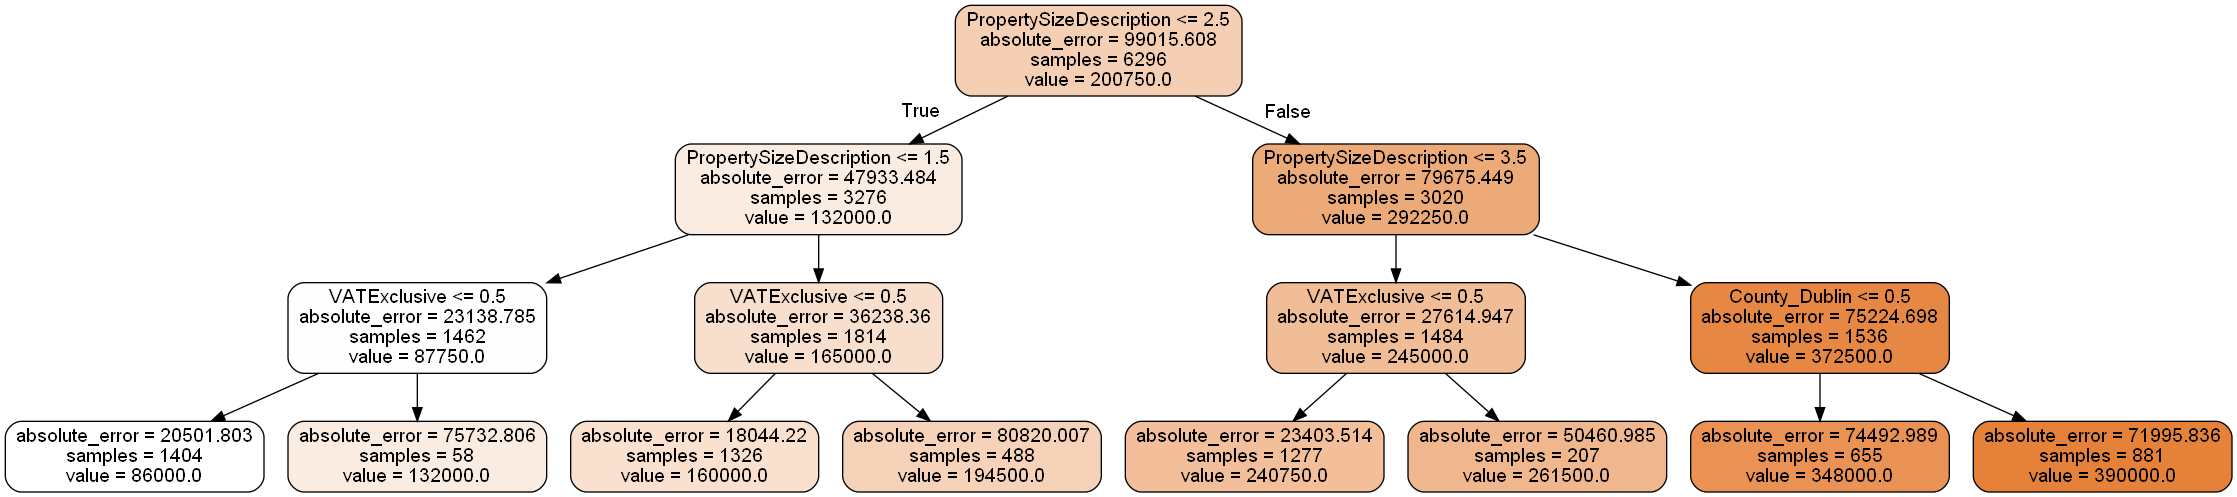 PropertySizeDescription <= 2.5
absolute_error = 99015.608
samples = 6296
value = 200750.0
True
False
PropertySizeDescription <= 1.5
absolute_error = 47933.484
samples = 3276
value = 132000.0
PropertySizeDescription <= 3.5
absolute_error = 79675.449
samples = 3020
value = 292250.0
VATExclusive <= 0.5
absolute_error = 23138.785
samples = 1462
value = 87750.0
VATExclusive <= 0.5
absolute_error = 36238.36
samples = 1814
value = 165000.0
VATExclusive <= 0.5
absolute_error = 27614.947
samples = 1484
value = 245000.0
County_Dublin <= 0.5
absolute_error = 75224.698
samples = 1536
value = 372500.0
absolute_error = 20501.803
samples = 1404
value = 86000.0
absolute_error = 75732.806
samples = 58
value = 132000.0
absolute_error = 18044.22
samples = 1326
value = 160000.0
absolute_error = 80820.007
samples = 488
value = 194500.0
absolute_error = 23403.514
samples = 1277
value = 240750.0
absolute_error = 50460.985
samples = 207
value = 261500.0
absolute_error = 74492.989
samples = 655
value = 348000.0
absolute_error = 71995.836
samples = 881
value = 390000.0